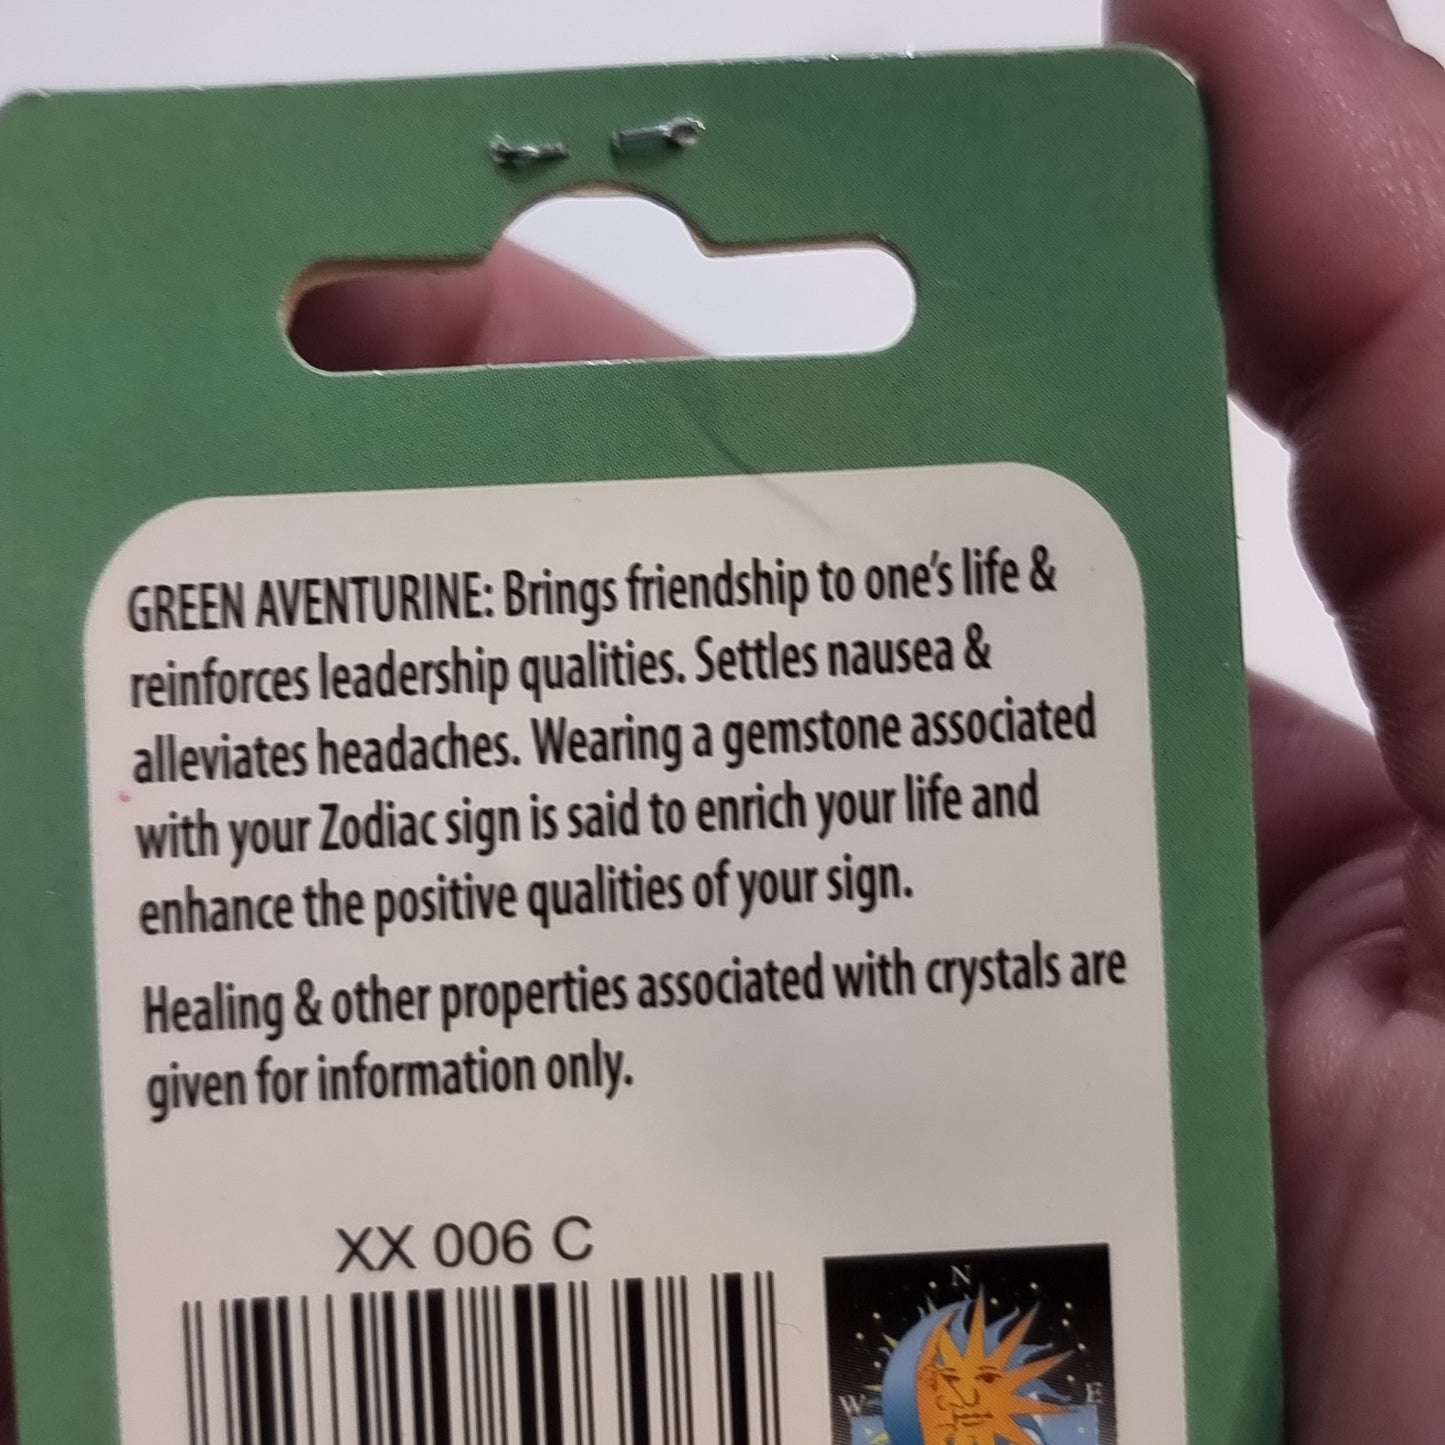 GREEN AVENTURINE: Brings friendship to one's life &
reinforces leadership qualities. Settles nausea &
alleviates headaches. Wearing a gemstone associated
with your Zodiac sign is said to enrich your life and
enhance the positive qualities of your sign.
Healing & other properties associated with crystals are
given for information only.
XX 006 C
N
W E